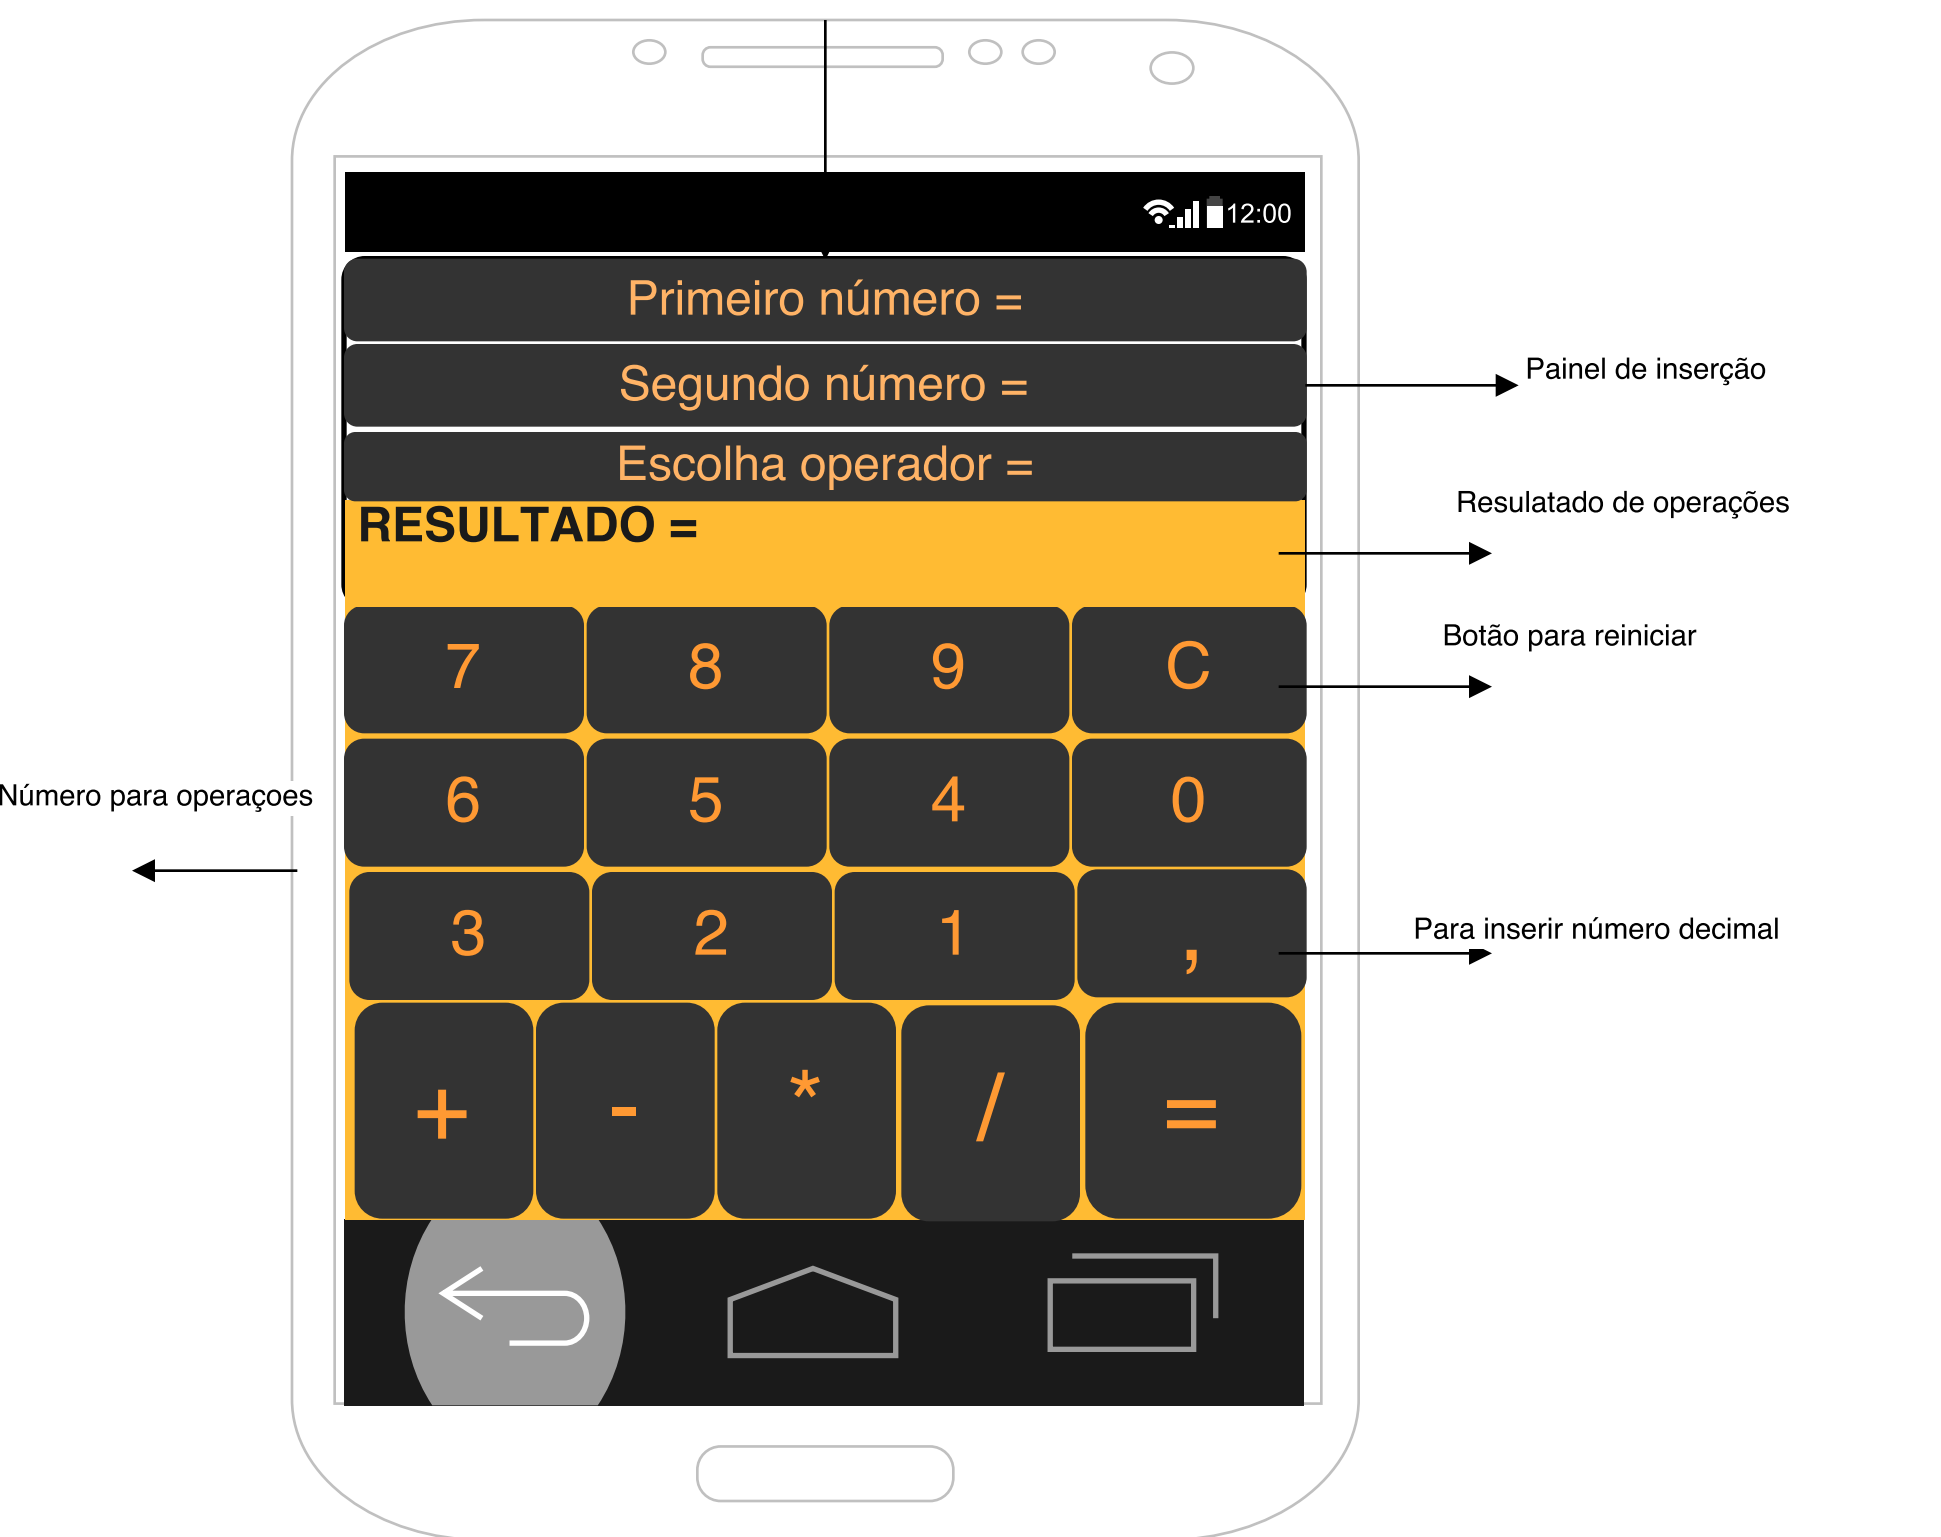 12:00
Primeiro número =
Segundo número =
Painel de inserção
Escolha operador =
Resulatado de operações
RESULTADO =
Botão para reiniciar
7 8 9 C
Número para operaçoes
6 5 4 0
Para inserir número decimal
3 2 1 ,
+ - * / =